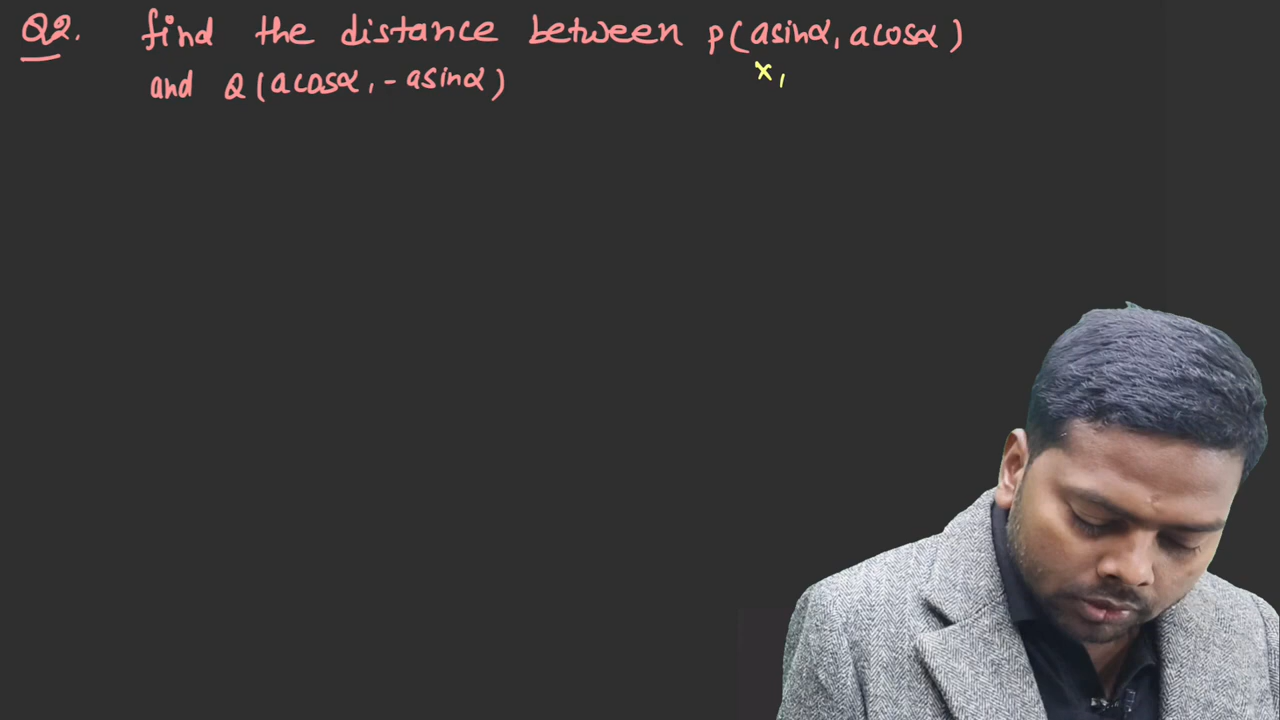 Q2. find the distance between p(asinα, acosα)
x₁
and Q(acosα, -asinα)